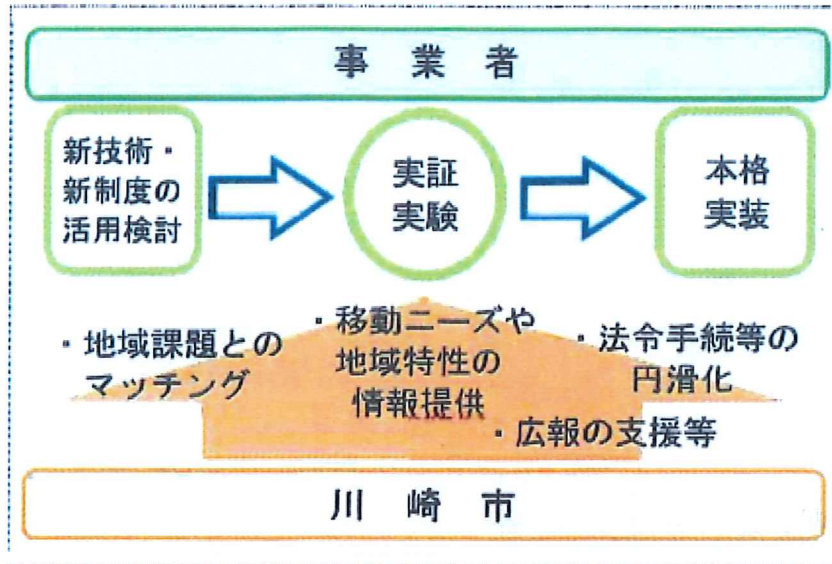 事業者
新技術・
新制度の
活用検討
実証
実験
本格
実装
・地域課題との
マッチング
・移動ニーズや
地域特性の
情報提供
・法令手続等の
円滑化
・広報の支援等
川崎市